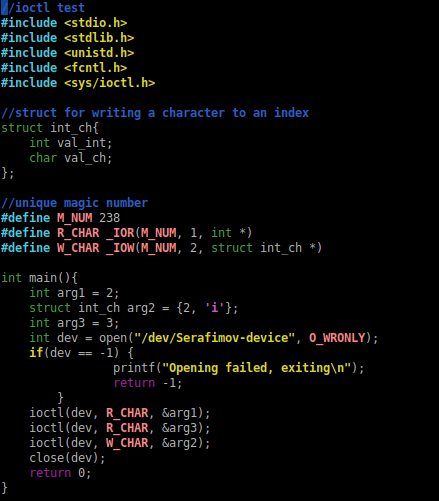 //ioctl test
#include <stdio.h>
#include <stdlib.h>
#include <unistd.h>
#include <fcntl.h>
#include <sys/ioctl.h>

//struct for writing a character to an index
struct int_ch{
    int val_int;
    char val_ch;
};

//unique magic number
#define M_NUM 238
#define R_CHAR _IOR(M_NUM, 1, int *)
#define W_CHAR _IOW(M_NUM, 2, struct int_ch *)

int main(){
    int arg1 = 2;
    struct int_ch arg2 = {2, 'i'};
    int arg3 = 3;
    int dev = open("/dev/Serafimov-device", O_WRONLY);
    if(dev == -1) {
                printf("Opening failed, exiting\n");
                return -1;
        }
    ioctl(dev, R_CHAR, &arg1);
    ioctl(dev, R_CHAR, &arg3);
    ioctl(dev, W_CHAR, &arg2);
    close(dev);
    return 0;
}